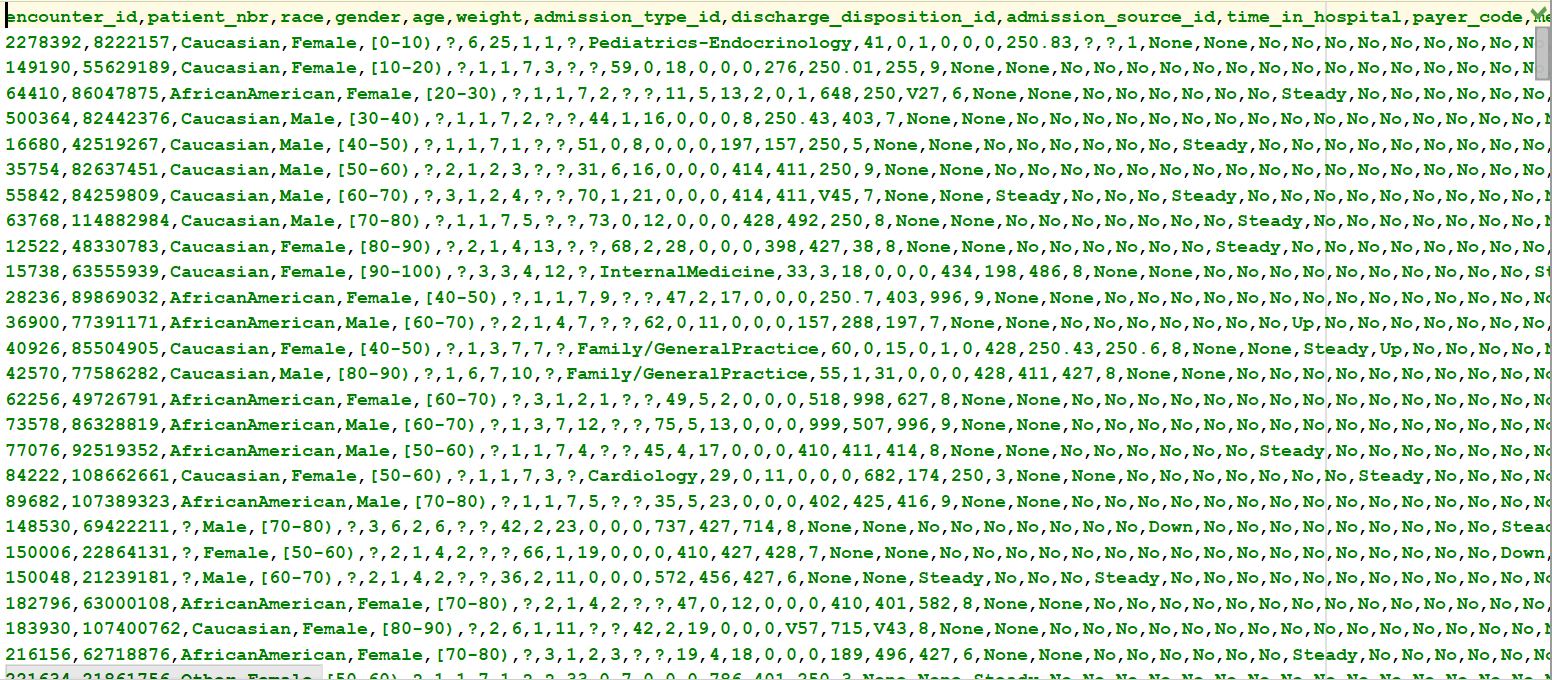 encounter_id,patient_nbr,race,gender,age,weight,admission_type_id,discharge_disposition_id,admission_source_id,time_in_hospital,payer_code,me
2278392,8222157,Caucasian,Female,[0-10),?,6,25,1,1,?,Pediatrics-Endocrinology,41,0,1,0,0,0,250.83,?,?,1,None,None,No,No,No,No,No,No,No,No,No,N
149190,55629189,Caucasian,Female,[10-20),?,1,1,7,3,?,?,59,0,18,0,0,0,276,250.01,255,9,None,None,No,No,No,No,No,No,No,No,No,No,No,No,No,No,
64410,86047875,AfricanAmerican,Female,[20-30),?,1,1,7,2,?,?,11,5,13,2,0,1,648,250,V27,6,None,None,No,No,No,No,No,No,Steady,No,No,No,No,No,
500364,82442376,Caucasian,Male,[30-40),?,1,1,7,2,?,?,44,1,16,0,0,0,8,250.43,403,7,None,None,No,No,No,No,No,No,No,No,No,No,No,No,No,No,No,N
16680,42519267,Caucasian,Male,[40-50),?,1,1,7,1,?,?,51,0,8,0,0,0,197,157,250,5,None,None,No,No,No,No,No,No,Steady,No,No,No,No,No,No,No,No,
35754,82637451,Caucasian,Male,[50-60),?,2,1,2,3,?,?,31,6,16,0,0,0,414,411,250,9,None,None,No,No,No,No,No,No,No,No,No,No,No,No,No,No,No,No,N
55842,84259809,Caucasian,Male,[60-70),?,3,1,2,4,?,?,70,1,21,0,0,0,414,411,V45,7,None,None,Steady,No,No,No,Steady,No,No,No,No,No,No,No,No,No,
63768,114882984,Caucasian,Male,[70-80),?,1,1,7,5,?,?,73,0,12,0,0,0,428,492,250,8,None,None,No,No,No,No,No,No,Steady,No,No,No,No,No,No,No,
12522,48330783,Caucasian,Female,[80-90),?,2,1,4,13,?,?,68,2,28,0,0,0,398,427,38,8,None,None,No,No,No,No,No,No,Steady,No,No,No,No,No,No,No,
15738,63555939,Caucasian,Female,[90-100),?,3,3,4,12,?,InternalMedicine,33,3,18,0,0,0,434,198,486,8,None,None,No,No,No,No,No,No,No,No,No,St
28236,89869032,AfricanAmerican,Female,[40-50),?,1,1,7,9,?,?,47,2,17,0,0,0,250.7,403,996,9,None,None,No,No,No,No,No,No,No,No,No,No,No,No,No,
36900,77391171,AfricanAmerican,Male,[60-70),?,2,1,4,7,?,?,62,0,11,0,0,0,157,288,197,7,None,None,No,No,No,No,No,No,No,Up,No,No,No,No,No,No,
40926,85504905,Caucasian,Female,[40-50),?,1,3,7,7,?,Family/GeneralPractice,60,0,15,0,1,0,428,250.43,250.6,8,None,None,Steady,Up,No,No,No,N
42570,77586282,Caucasian,Male,[80-90),?,1,6,7,10,?,Family/GeneralPractice,55,1,31,0,0,0,428,411,427,8,None,None,No,No,No,No,No,No,No,No,No,
62256,49726791,AfricanAmerican,Female,[60-70),?,3,1,2,1,?,?,49,5,2,0,0,0,518,998,627,8,None,None,No,No,No,No,No,No,No,No,No,No,No,No,No,No,
73578,86328819,AfricanAmerican,Male,[60-70),?,1,3,7,12,?,?,75,5,13,0,0,0,999,507,996,9,None,None,No,No,No,No,No,No,No,No,No,No,No,No,No,No,
77076,92519352,AfricanAmerican,Male,[50-60),?,1,1,7,4,?,?,45,4,17,0,0,0,410,411,414,8,None,None,No,No,No,No,No,No,Steady,No,No,No,No,No,No,
84222,108662661,Caucasian,Female,[50-60),?,1,1,7,3,?,Cardiology,29,0,11,0,0,0,682,174,250,3,None,None,No,No,No,No,No,No,No,Steady,No,No,No
89682,107389323,AfricanAmerican,Male,[70-80),?,1,1,7,5,?,?,35,5,23,0,0,0,402,425,416,9,None,None,No,No,No,No,No,No,No,No,No,No,No,No,No,No,
148530,69422211,?,Male,[70-80),?,3,6,2,6,?,?,42,2,23,0,0,0,737,427,714,8,None,None,No,No,No,No,No,No,Down,No,No,No,No,No,No,No,No,No,Stead
150006,22864131,?,Female,[50-60),?,2,1,4,2,?,?,66,1,19,0,0,0,410,427,428,7,None,None,No,No,No,No,No,No,No,No,No,No,No,No,No,No,No,No,Down,
150048,21239181,?,Male,[60-70),?,2,1,4,2,?,?,36,2,11,0,0,0,572,456,427,6,None,None,Steady,No,No,No,Steady,No,No,No,No,No,No,No,No,No,No,No,
182796,63000108,AfricanAmerican,Female,[70-80),?,2,1,4,2,?,?,47,0,12,0,0,0,410,401,582,8,None,None,No,No,No,No,No,No,No,No,No,No,No,No,No,
183930,107400762,Caucasian,Female,[80-90),?,2,6,1,11,?,?,42,2,19,0,0,0,V57,715,V43,8,None,None,No,No,No,No,No,No,No,No,No,No,No,No,No,No,N
216156,62718876,AfricanAmerican,Female,[70-80),?,3,1,2,3,?,?,19,4,18,0,0,0,189,496,427,6,None,None,No,No,No,No,No,No,Steady,No,No,No,No,No,